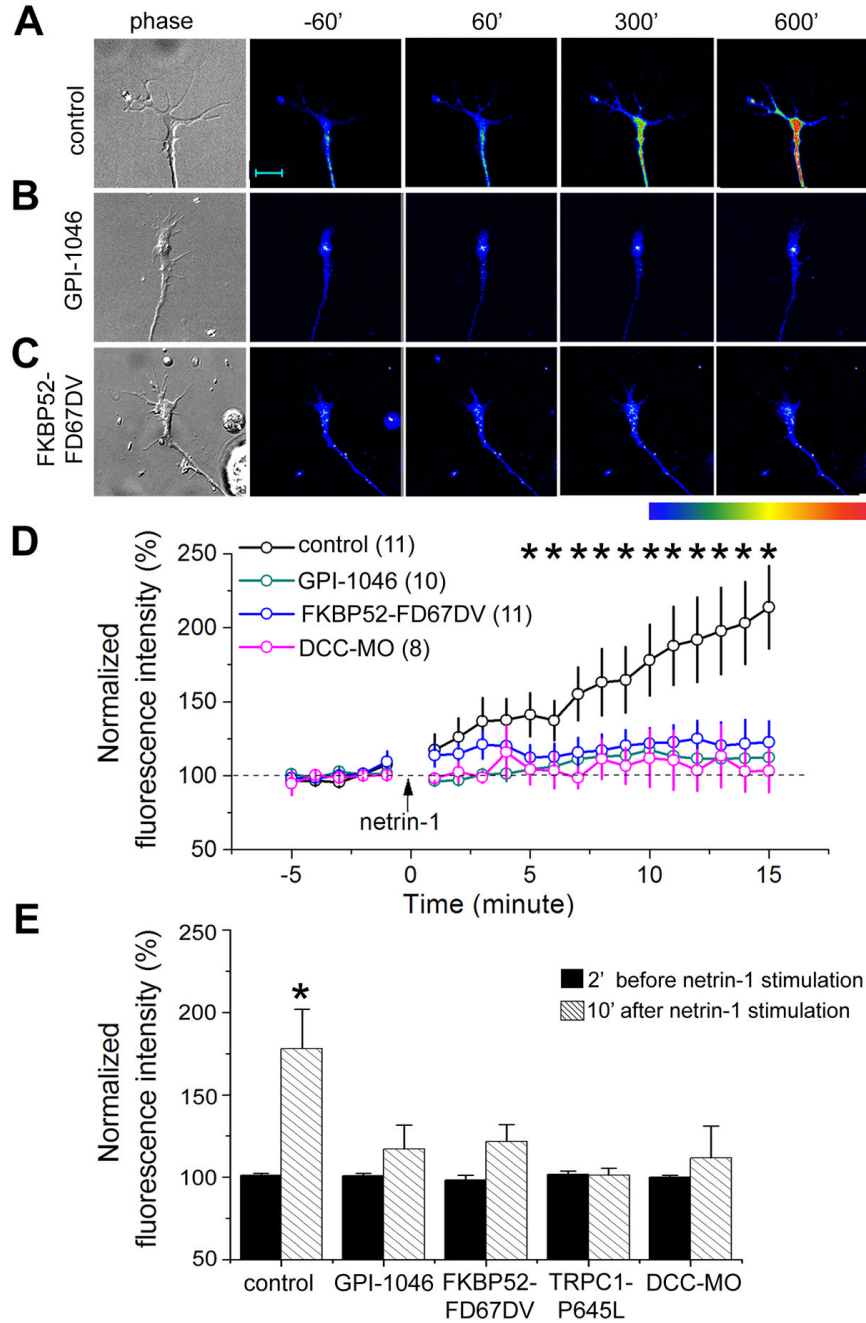 A
phase
-60’
60’
300’
600’
control
B
GPI-1046
C
FKBP52-
FD67DV
D
Normalized
fluorescence intensity (%)
250
200
150
100
50
control (11)
GPI-1046 (10)
FKBP52-FD67DV (11)
DCC-MO (8)
* * * * * * * * * * *
netrin-1
-5
0
5
10
15
Time (minute)
E
Normalized
fluorescence intensity (%)
250
200
150
100
50
*
2’ before netrin-1 stimulation
10’ after netrin-1 stimulation
control
GPI-1046
FKBP52-
FD67DV
TRPC1-
P645L
DCC-MO